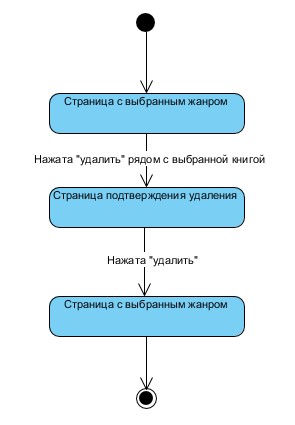 Страница с выбранным жанром
Нажата "удалить" рядом с выбранной книгой
Страница подтверждения удаления
Нажата "удалить"
Страница с выбранным жанром